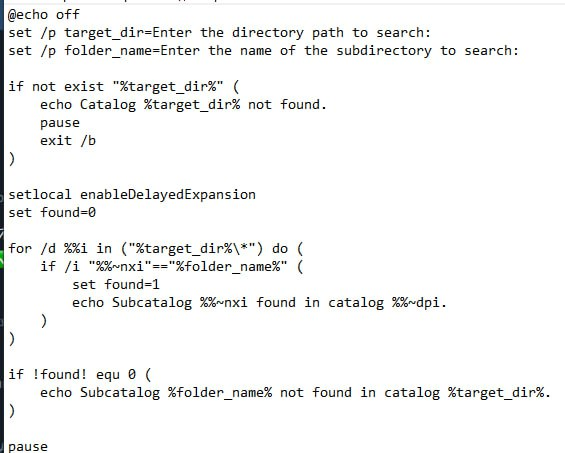 @echo off
set /p target_dir=Enter the directory path to search:
set /p folder_name=Enter the name of the subdirectory to search:

if not exist "%target_dir%" (
    echo Catalog %target_dir% not found.
    pause
    exit /b
)

setlocal enableDelayedExpansion
set found=0

for /d %%i in ("%target_dir%\*") do (
    if /i "%%~nxi"=="%folder_name%" (
        set found=1
        echo Subcatalog %%~nxi found in catalog %%~dpi.
    )
)

if !found! equ 0 (
    echo Subcatalog %folder_name% not found in catalog %target_dir%.
)

pause